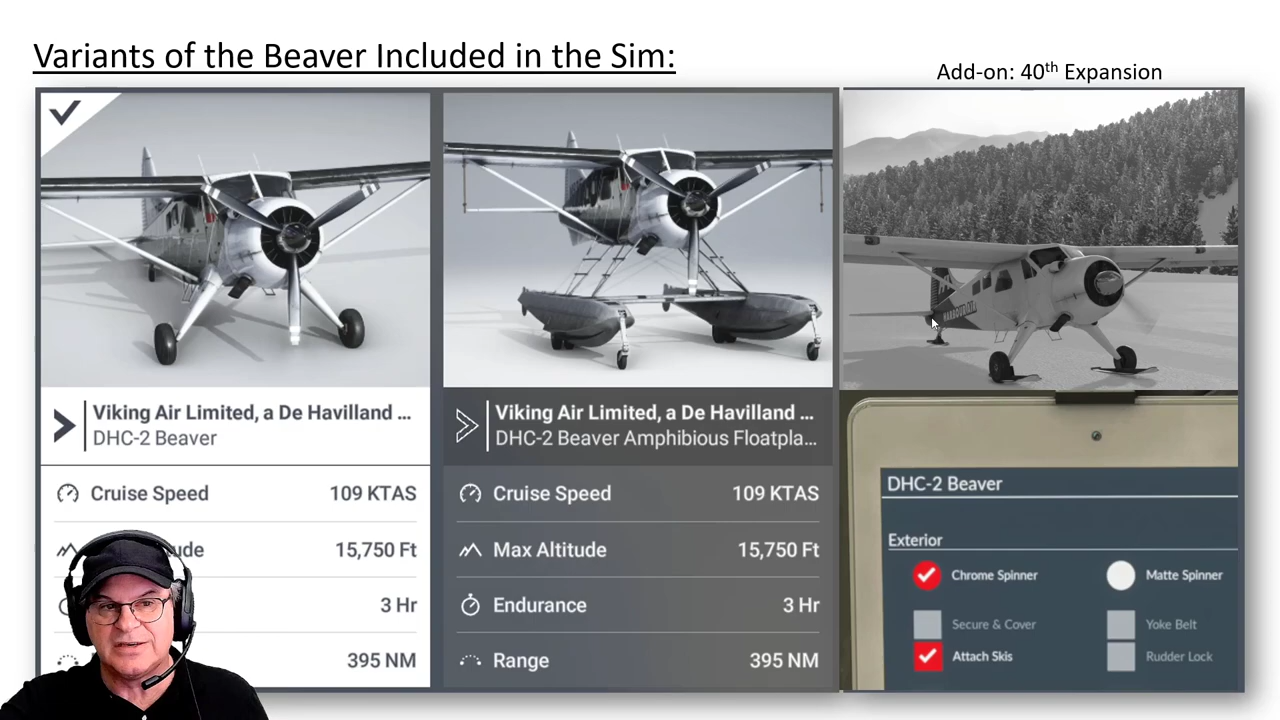 Variants of the Beaver Included in the Sim:
Add-on: 40th Expansion
Viking Air Limited, a De Havilland ...
DHC-2 Beaver
Cruise Speed 109 KTAS
ude 15,750 Ft
3 Hr
395 NM
Viking Air Limited, a De Havilland ...
DHC-2 Beaver Amphibious Floatpla...
Cruise Speed 109 KTAS
Max Altitude 15,750 Ft
Endurance 3 Hr
Range 395 NM
DHC-2 Beaver
Exterior
Chrome Spinner Matte Spinner
Secure & Cover Yoke Belt
Attach Skis Rudder Lock